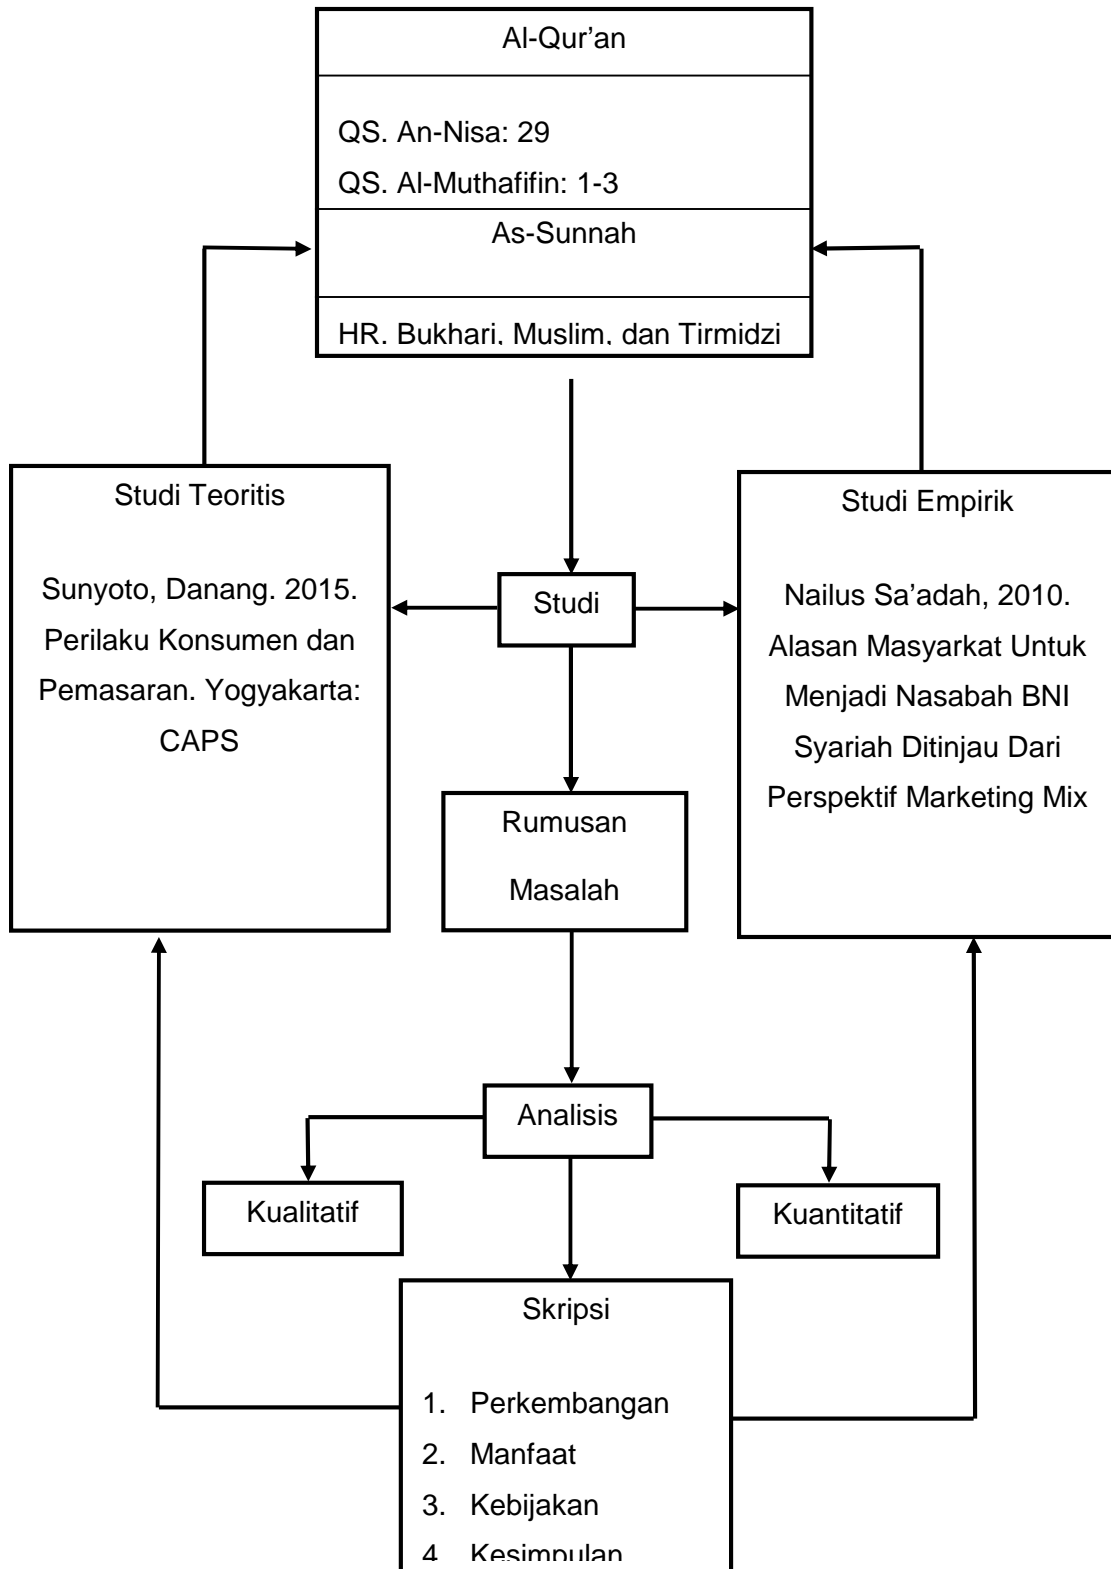 Al-Qur’an
QS. An-Nisa: 29
QS. Al-Muthafifin: 1-3
As-Sunnah
HR. Bukhari, Muslim, dan Tirmidzi
Studi Teoritis
Sunyoto, Danang. 2015.
Perilaku Konsumen dan
Pemasaran. Yogyakarta:
CAPS
Studi
Studi Empirik
Nailus Sa’adah, 2010.
Alasan Masyarkat Untuk
Menjadi Nasabah BNI
Syariah Ditinjau Dari
Perspektif Marketing Mix
Rumusan
Masalah
Analisis
Kualitatif
Kuantitatif
Skripsi
1. Perkembangan
2. Manfaat
3. Kebijakan
4. Kesimpulan